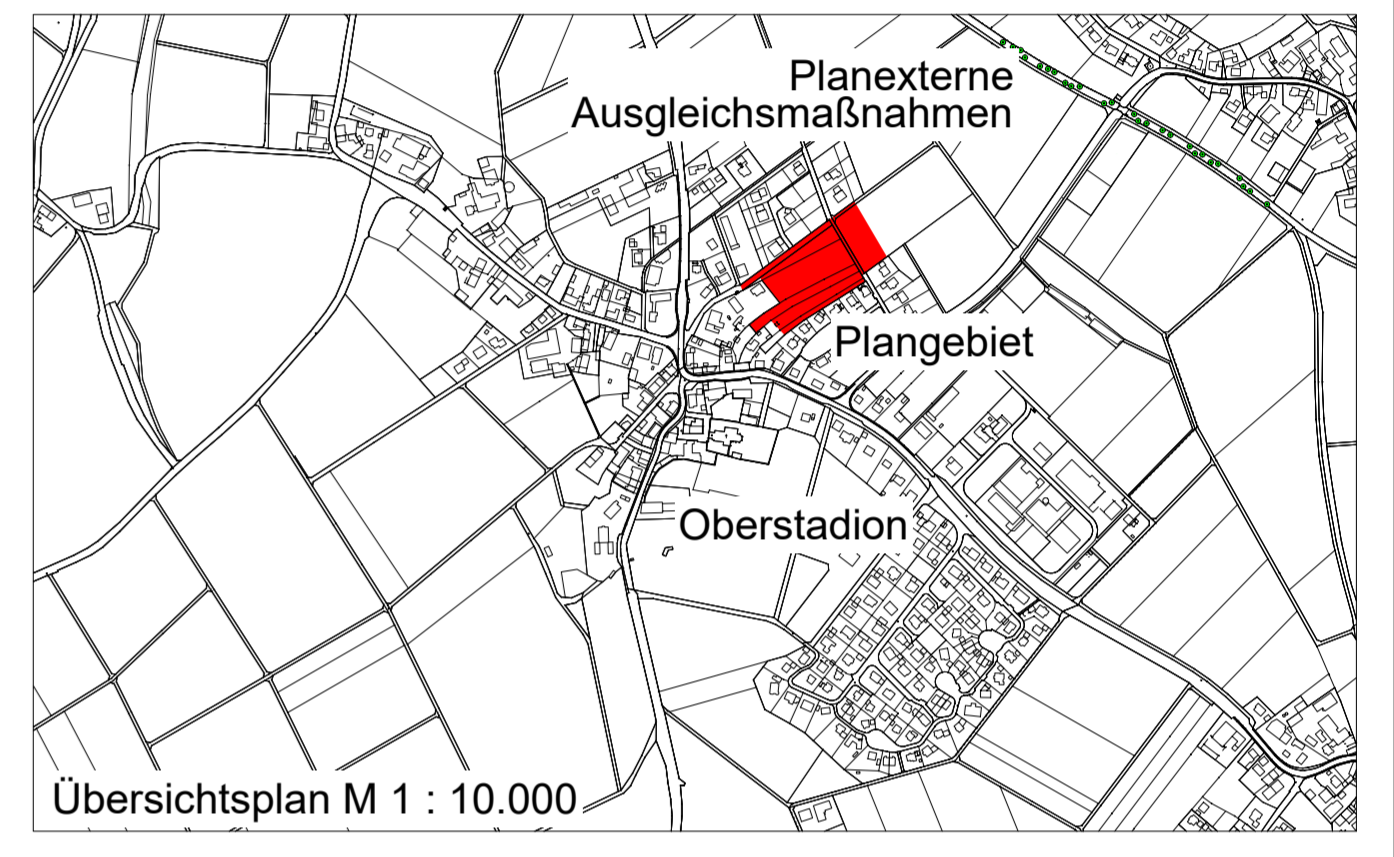 Planexterne
Ausgleichsmaßnahmen
Plangebiet
Oberstadion
Übersichtsplan M 1 : 10.000